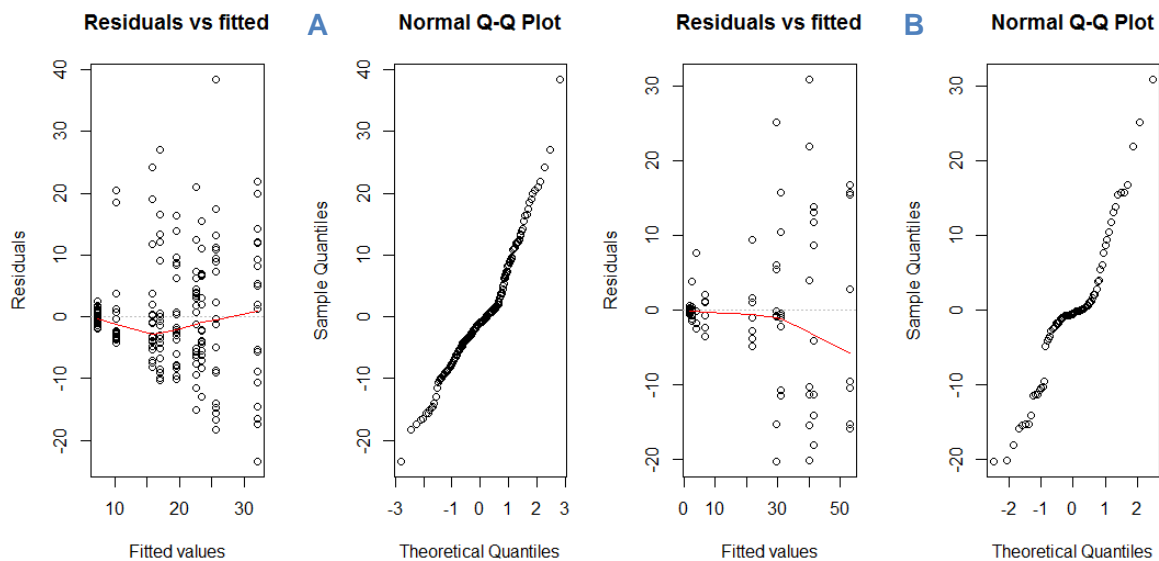 Residuals vs fitted A Normal Q-Q Plot Residuals vs fitted B Normal Q-Q Plot
Residuals
40
30
20
10
0
-10
-20
10 20 30
Fitted values
Sample Quantiles
40
30
20
10
0
-10
-20
-3 -1 0 1 2 3
Theoretical Quantiles
Residuals
30
20
10
0
-10
-20
0 10 30 50
Fitted values
Sample Quantiles
30
20
10
0
-10
-20
-2 -1 0 1 2
Theoretical Quantiles